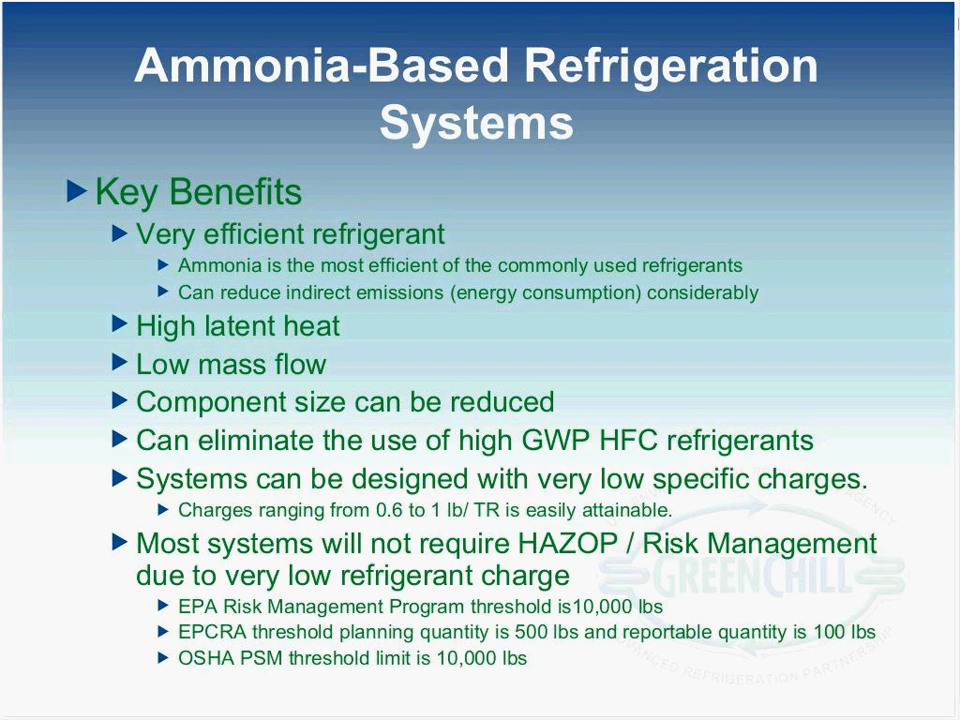 Ammonia-Based Refrigeration
Systems
Key Benefits
Very efficient refrigerant
Ammonia is the most efficient of the commonly used refrigerants
Can reduce indirect emissions (energy consumption) considerably
High latent heat
Low mass flow
Component size can be reduced
Can eliminate the use of high GWP HFC refrigerants
Systems can be designed with very low specific charges.
Charges ranging from 0.6 to 1 lb/ TR is easily attainable.
Most systems will not require HAZOP / Risk Management
due to very low refrigerant charge
EPA Risk Management Program threshold is10,000 lbs
EPCRA threshold planning quantity is 500 lbs and reportable quantity is 100 lbs
OSHA PSM threshold limit is 10,000 lbs
GREENCHILL
ADVANCED REFRIGERATION PARTNERSHIP